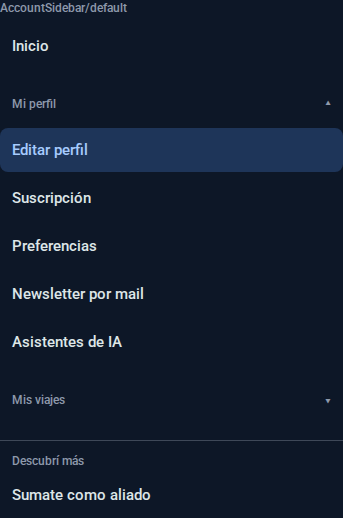 AccountSidebar/default
Inicio
Mi perfil
Editar perfil
Suscripción
Preferencias
Newsletter por mail
Asistentes de IA
Mis viajes
Descubrí más
Sumate como aliado